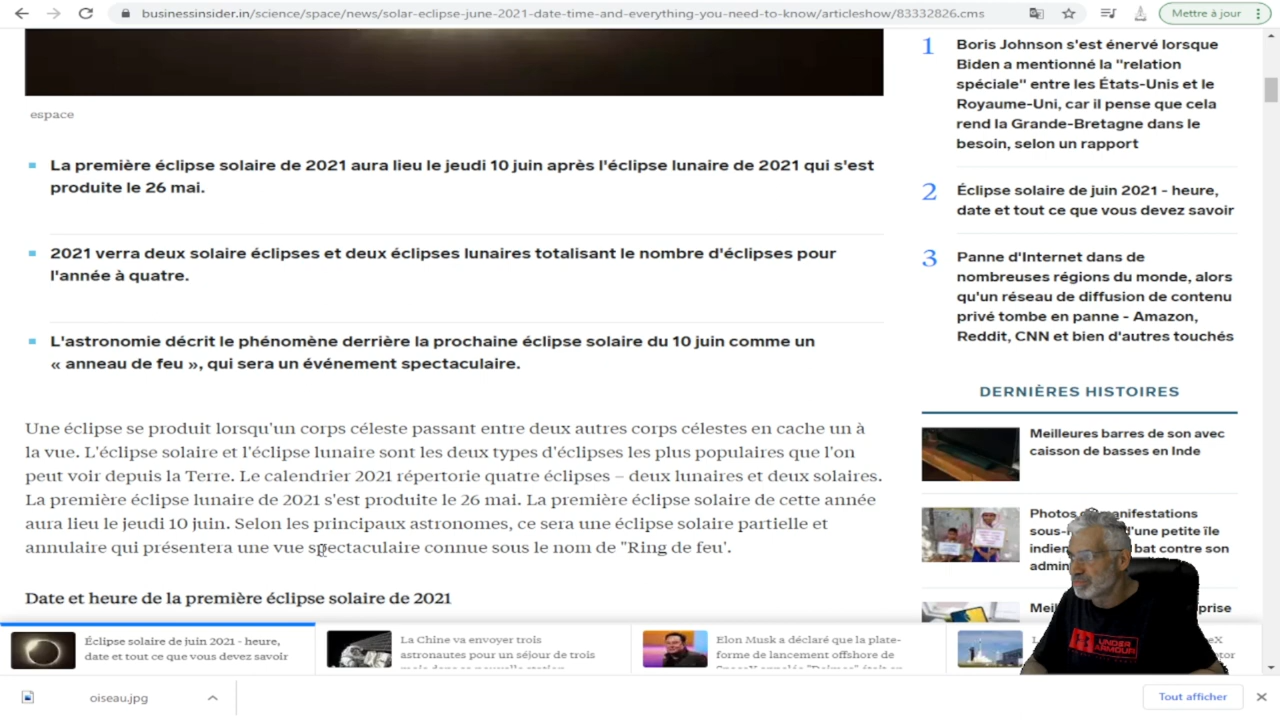 businessinsider.in/science/space/news/solar-eclipse-june-2021-date-time-and-everything-you-need-to-know/articleshow/83332826.cms
Mettre à jour
espace
La première éclipse solaire de 2021 aura lieu le jeudi 10 juin après l'éclipse lunaire de 2021 qui s'est
produite le 26 mai.
2021 verra deux solaire éclipses et deux éclipses lunaires totalisant le nombre d'éclipses pour
l'année à quatre.
L'astronomie décrit le phénomène derrière la prochaine éclipse solaire du 10 juin comme un
« anneau de feu », qui sera un événement spectaculaire.
Une éclipse se produit lorsqu'un corps céleste passant entre deux autres corps célestes en cache un à
la vue. L'éclipse solaire et l'éclipse lunaire sont les deux types d'éclipses les plus populaires que l'on
peut voir depuis la Terre. Le calendrier 2021 répertorie quatre éclipses – deux lunaires et deux solaires.
La première éclipse lunaire de 2021 s'est produite le 26 mai. La première éclipse solaire de cette année
aura lieu le jeudi 10 juin. Selon les principaux astronomes, ce sera une éclipse solaire partielle et
annulaire qui présentera une vue spectaculaire connue sous le nom de "Ring de feu'.
Date et heure de la première éclipse solaire de 2021
1
Boris Johnson s'est énervé lorsque
Biden a mentionné la "relation
spéciale" entre les États-Unis et le
Royaume-Uni, car il pense que cela
rend la Grande-Bretagne dans le
besoin, selon un rapport
2
Éclipse solaire de juin 2021 - heure,
date et tout ce que vous devez savoir
3
Panne d'Internet dans de
nombreuses régions du monde, alors
qu'un réseau de diffusion de contenu
privé tombe en panne - Amazon,
Reddit, CNN et bien d'autres touchés
DERNIÈRES HISTOIRES
Meilleures barres de son avec
caisson de basses en Inde
Photos manifestations
d'une petite île
indien bat contre son
UNDER ARMOUR
Éclipse solaire de juin 2021 - heure,
date et tout ce que vous devez savoir
La Chine va envoyer trois
astronautes pour un séjour de trois
mois dans sa nouvelle station
Elon Musk a déclaré que la plate-
forme de lancement offshore de
SpaceX appelée "Deimos" était en
oiseau.jpg
Tout afficher